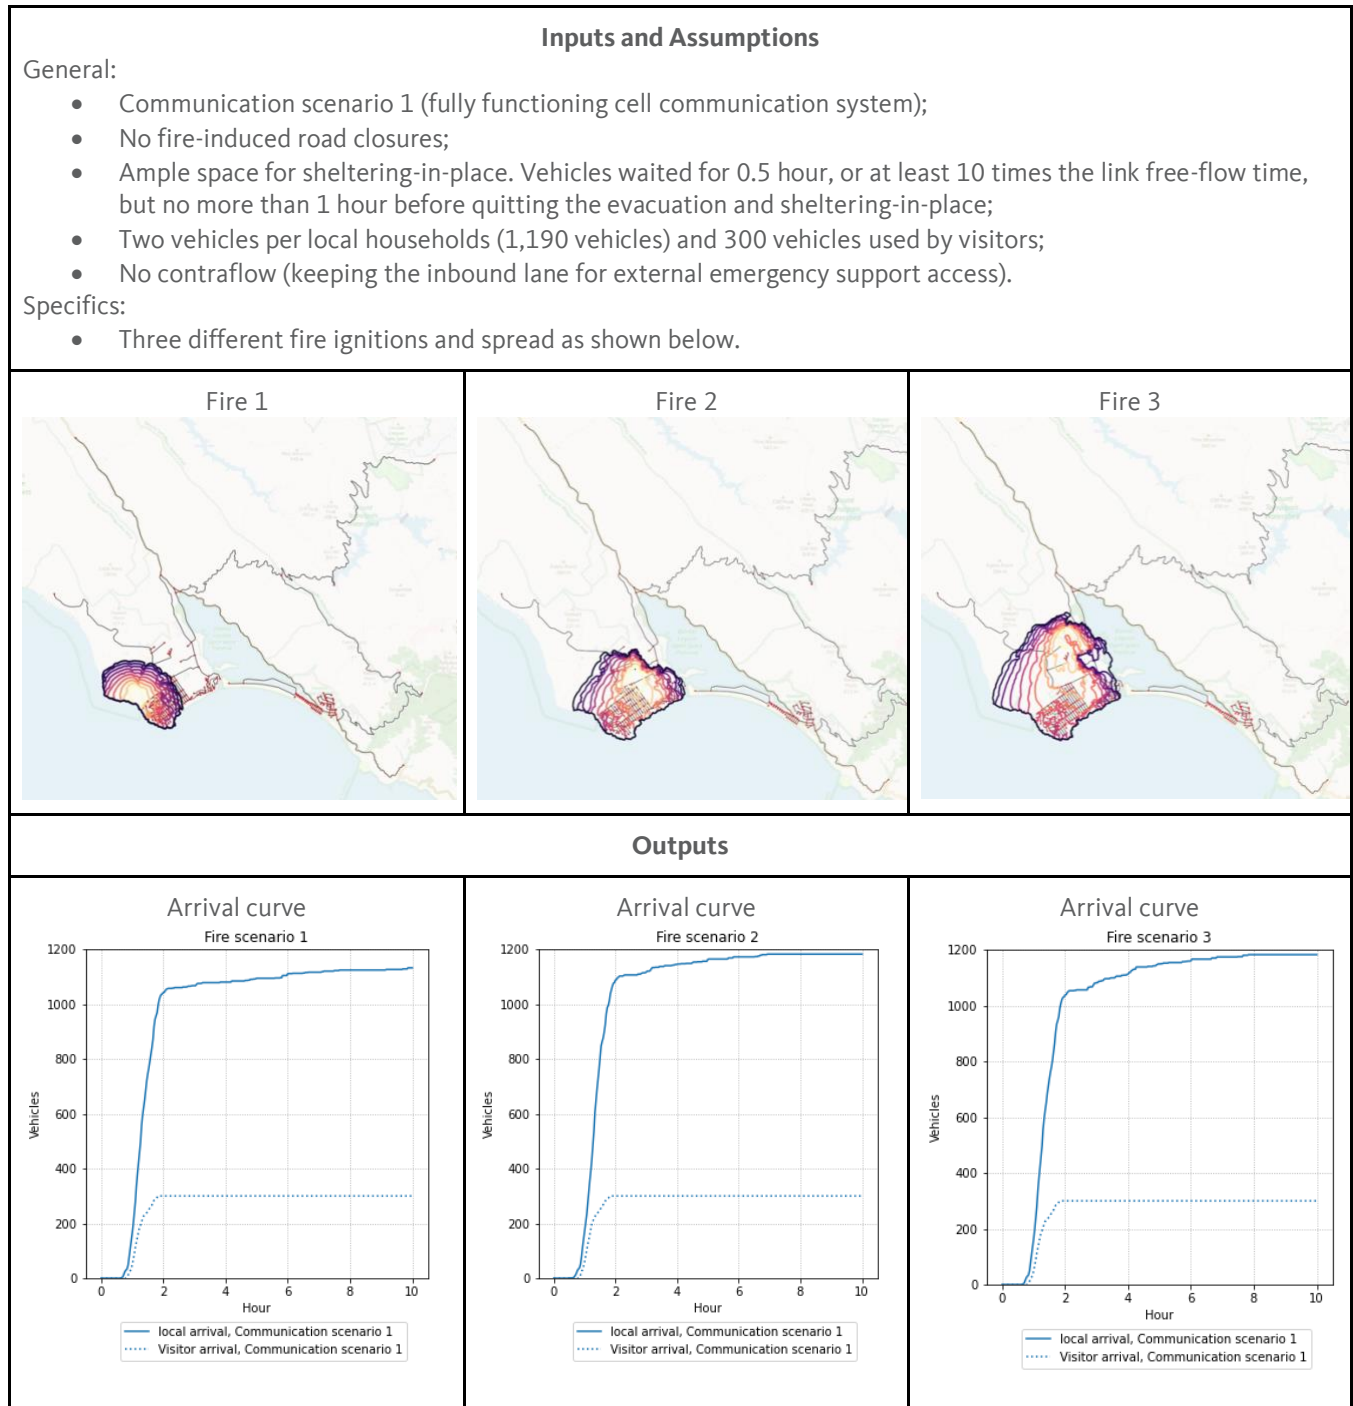 Inputs and Assumptions
General:
• Communication scenario 1 (fully functioning cell communication system);
• No fire-induced road closures;
• Ample space for sheltering-in-place. Vehicles waited for 0.5 hour, or at least 10 times the link free-flow time,
but no more than 1 hour before quitting the evacuation and sheltering-in-place;
• Two vehicles per local households (1,190 vehicles) and 300 vehicles used by visitors;
• No contraflow (keeping the inbound lane for external emergency support access).
Specifics:
• Three different fire ignitions and spread as shown below.
Fire 1
Fire 2
Fire 3
Outputs
Arrival curve
Fire scenario 1
1200
1000
800
600
400
200
0
Vehicles
0 2 4 6 8 10
Hour
local arrival, Communication scenario 1
Visitor arrival, Communication scenario 1
Arrival curve
Fire scenario 2
1200
1000
800
600
400
200
0
Vehicles
0 2 4 6 8 10
Hour
local arrival, Communication scenario 1
Visitor arrival, Communication scenario 1
Arrival curve
Fire scenario 3
1200
1000
800
600
400
200
0
Vehicles
0 2 4 6 8 10
Hour
local arrival, Communication scenario 1
Visitor arrival, Communication scenario 1